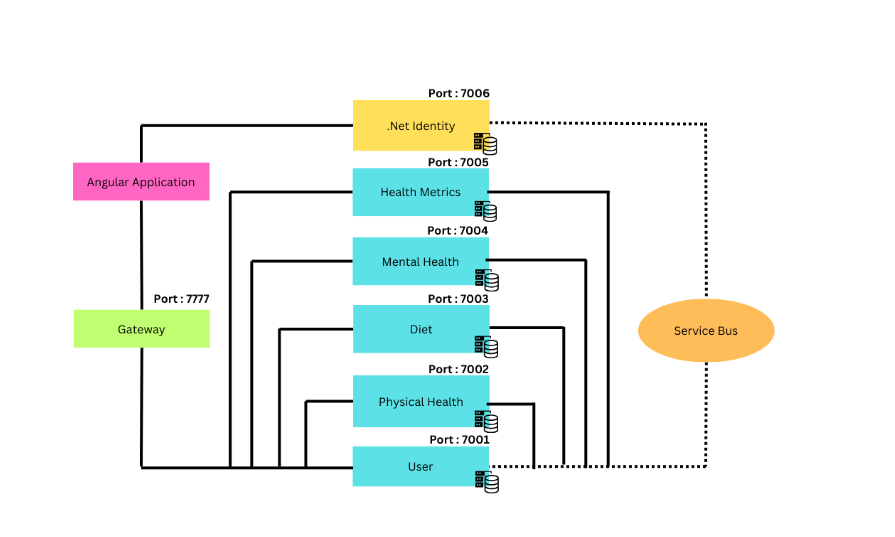 Port : 7006
.Net Identity
Port : 7005
Angular Application
Health Metrics
Port : 7004
Mental Health
Port : 7777
Port : 7003
Gateway
Diet
Service Bus
Port : 7002
Physical Health
Port : 7001
User